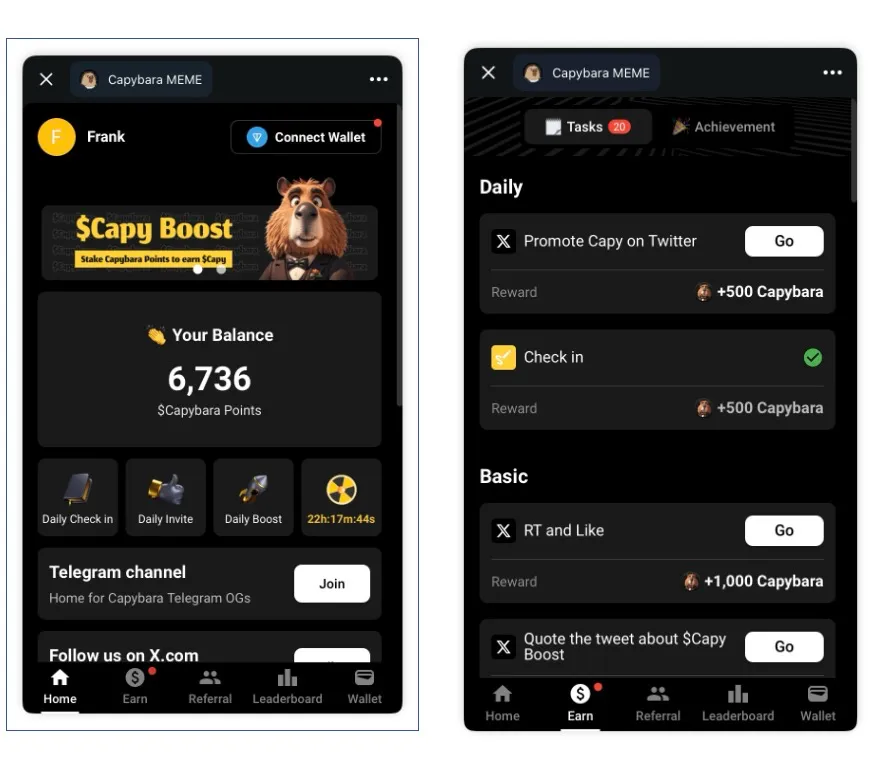 Capybara MEME
F
Frank
Connect Wallet
$Capy Boost
Stake Capybara Points to earn $Capy
Your Balance
6,736
$Capybara Points
Daily Check in
Daily Invite
Daily Boost
22h:17m:44s
Telegram channel
Home for Capybara Telegram OGs
Join
Follow us on X.com
Home
Earn
Referral
Leaderboard
Wallet
Capybara MEME
Tasks 20
Achievement
Daily
Promote Capy on Twitter
Go
Reward
+500 Capybara
Check in
Reward
+500 Capybara
Basic
RT and Like
Go
Reward
+1,000 Capybara
Quote the tweet about $Capy
Boost
Go
Home
Earn
Referral
Leaderboard
Wallet